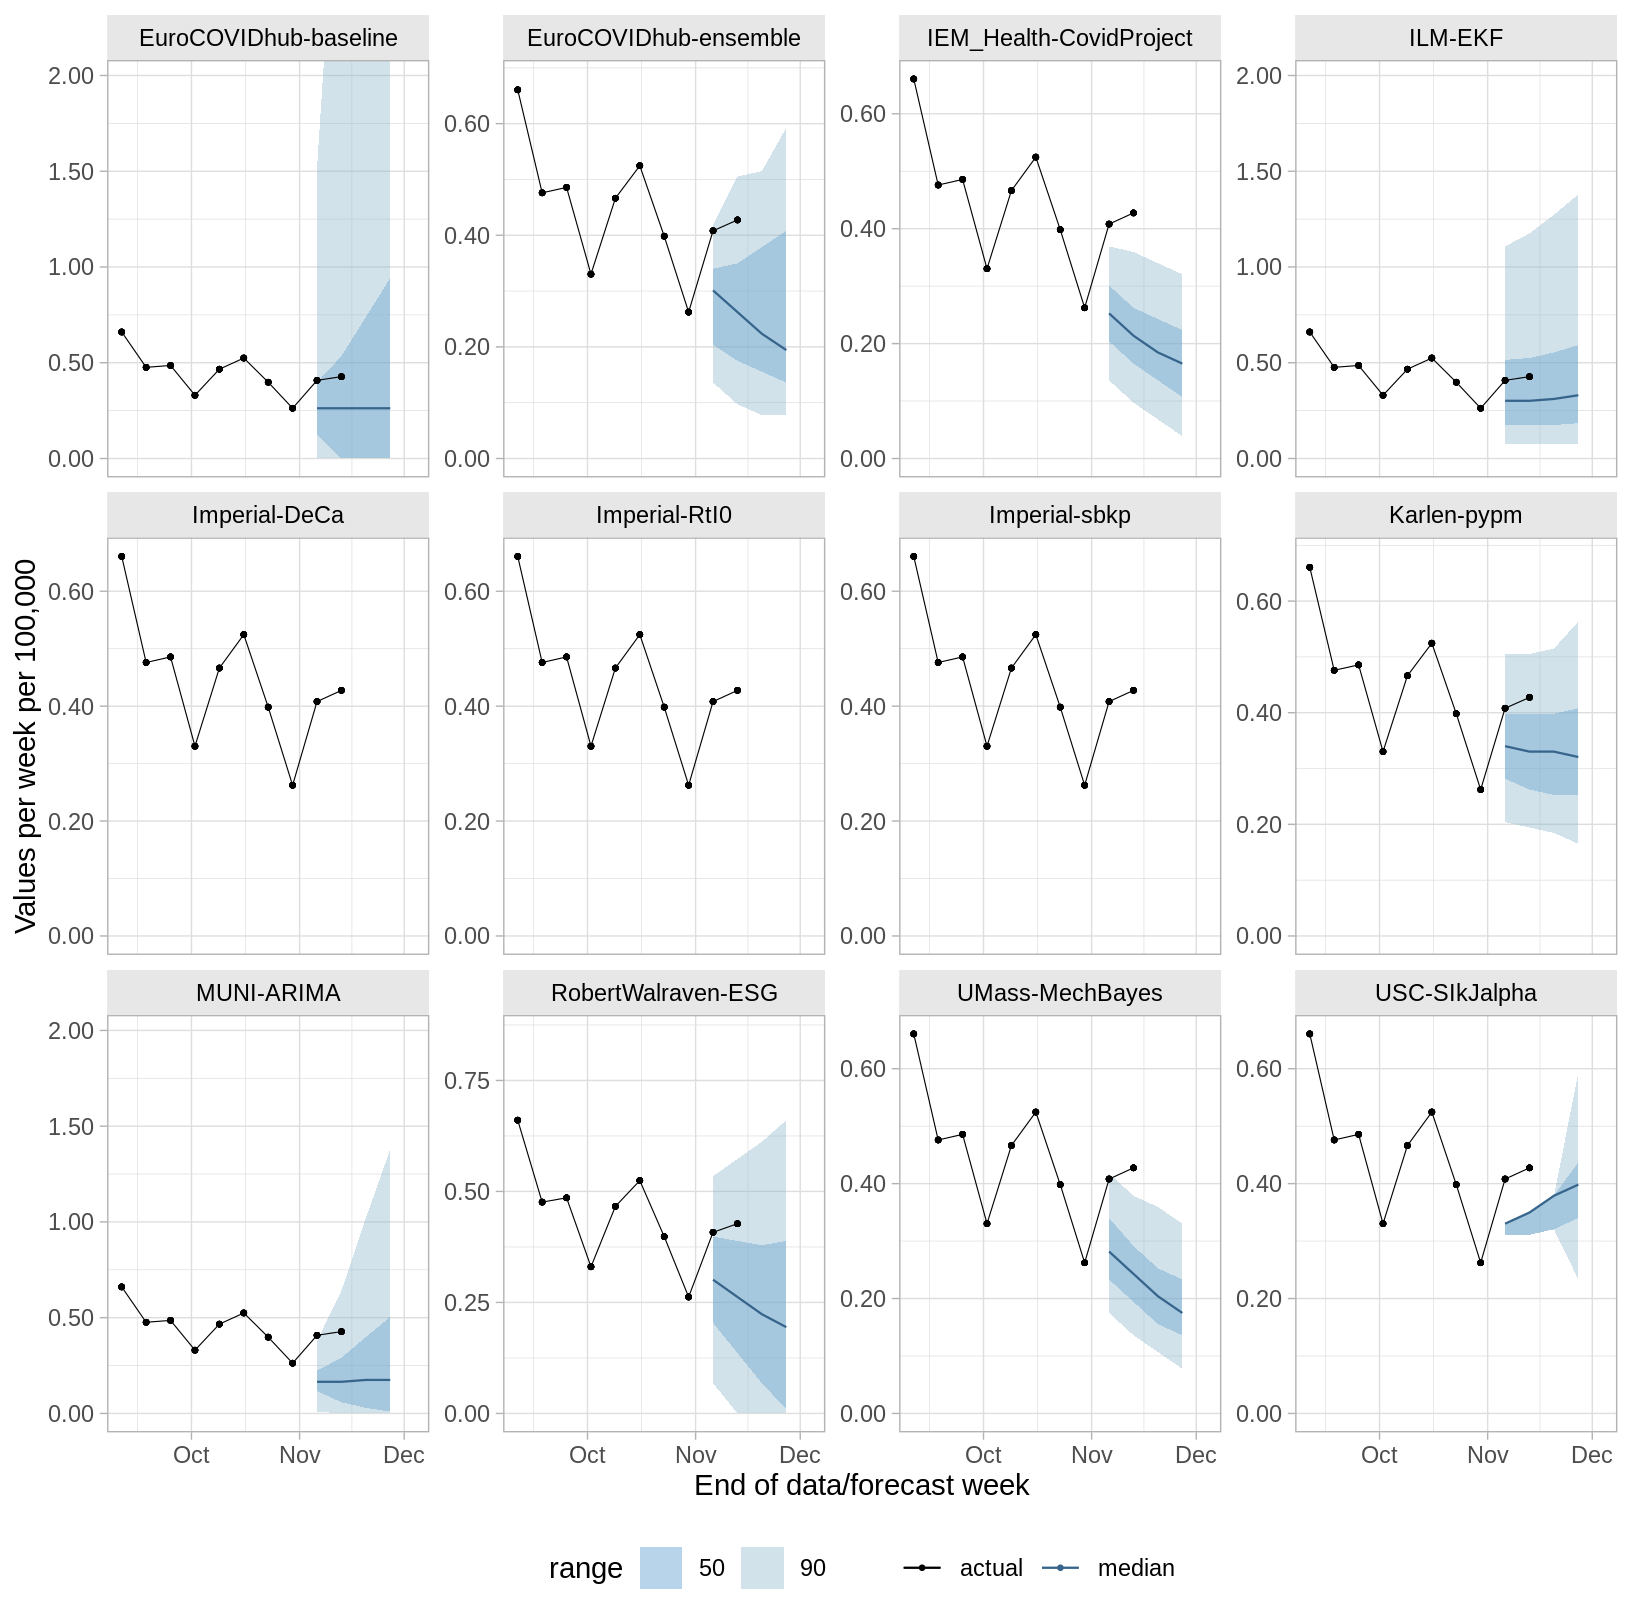 EuroCOVIDhub-baseline
EuroCOVIDhub-ensemble
IEM_Health-CovidProject
ILM-EKF
2.00
1.50
1.00
0.50
0.00
0.60
0.40
0.20
0.00
0.60
0.40
0.20
0.00
2.00
1.50
1.00
0.50
0.00
Imperial-DeCa
Imperial-RtI0
Imperial-sbkp
Karlen-pypm
0.60
0.40
0.20
0.00
0.60
0.40
0.20
0.00
0.60
0.40
0.20
0.00
0.60
0.40
0.20
0.00
Values per week per 100,000
MUNI-ARIMA
RobertWalraven-ESG
UMass-MechBayes
USC-SIkJalpha
2.00
1.50
1.00
0.50
0.00
0.75
0.50
0.25
0.00
0.60
0.40
0.20
0.00
0.60
0.40
0.20
0.00
Oct Nov Dec
Oct Nov Dec
Oct Nov Dec
Oct Nov Dec
End of data/forecast week
range 50 90 actual median